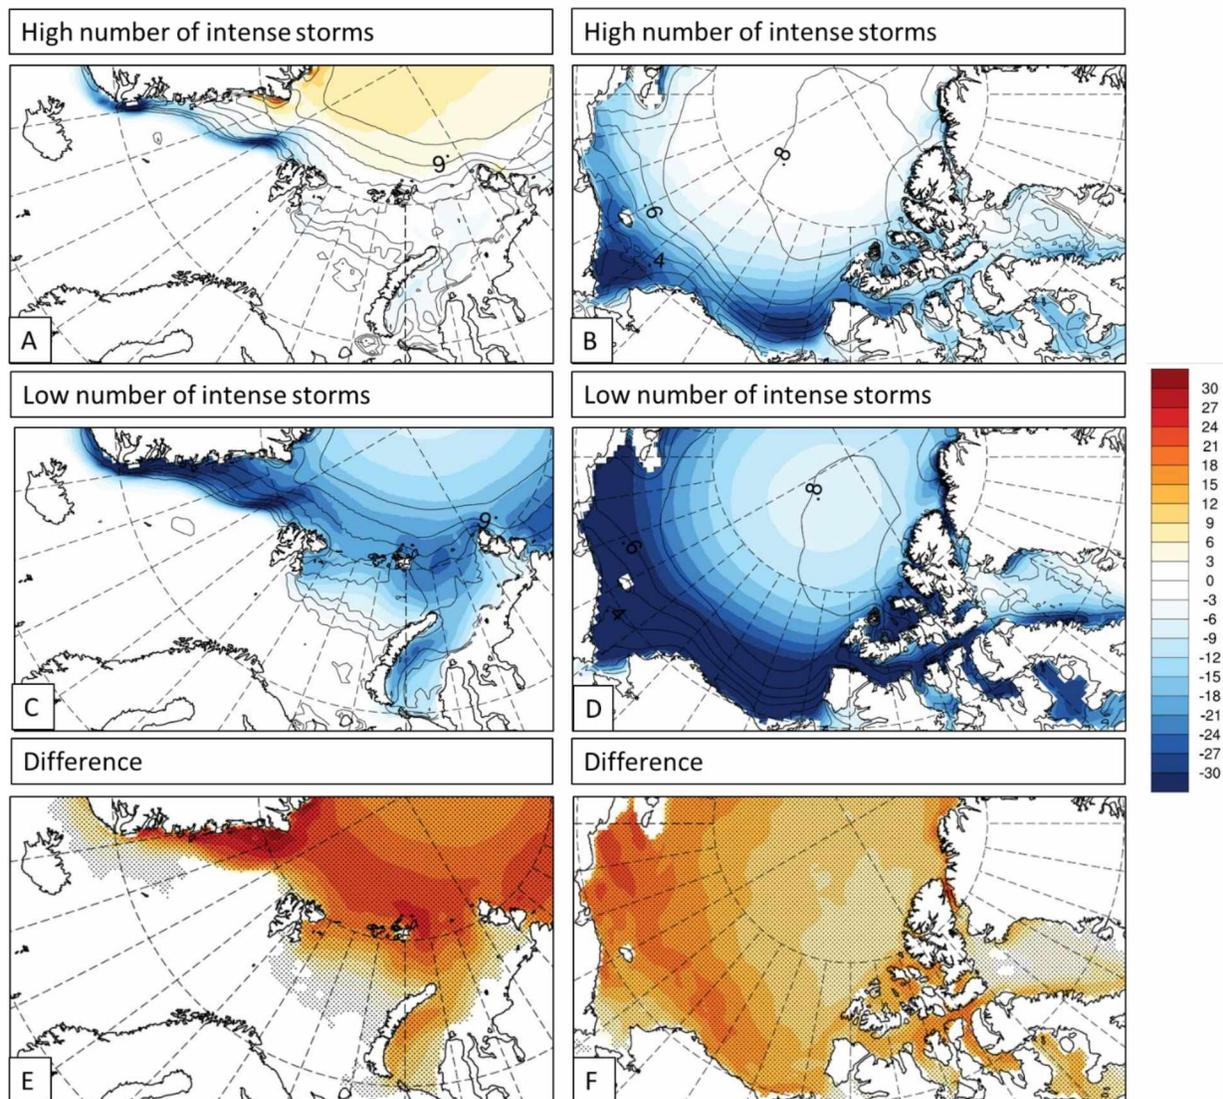 High number of intense storms
High number of intense storms
.9
A
.8
.6
.4
B
Low number of intense storms
Low number of intense storms
.9
C
.8
.6
.4
D
30
27
24
21
18
15
12
9
6
3
0
-3
-6
-9
-12
-15
-18
-21
-24
-27
-30
Difference
Difference
E
F